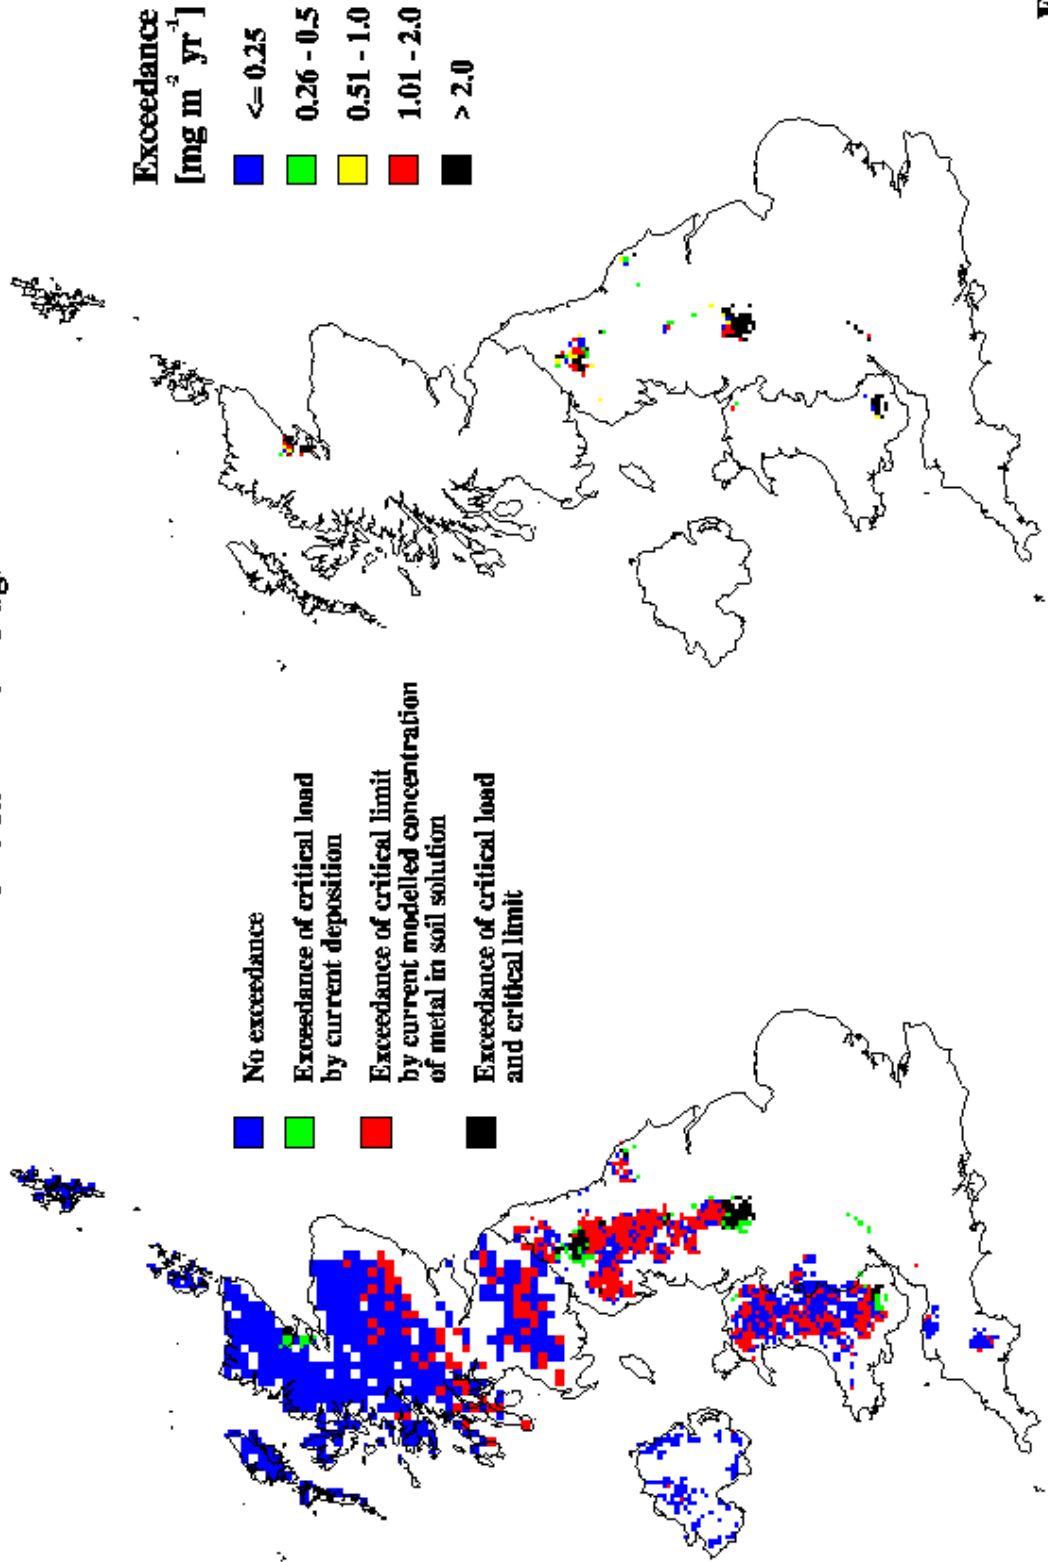 Exceedance
[mg m⁻² yr⁻¹]
<= 0.25
0.26 - 0.5
0.51 - 1.0
1.01 - 2.0
> 2.0
No exceedance
Exceedance of critical load
by current deposition
Exceedance of critical limit
by current modelled concentration
of metal in soil solution
Exceedance of critical load
and critical limit